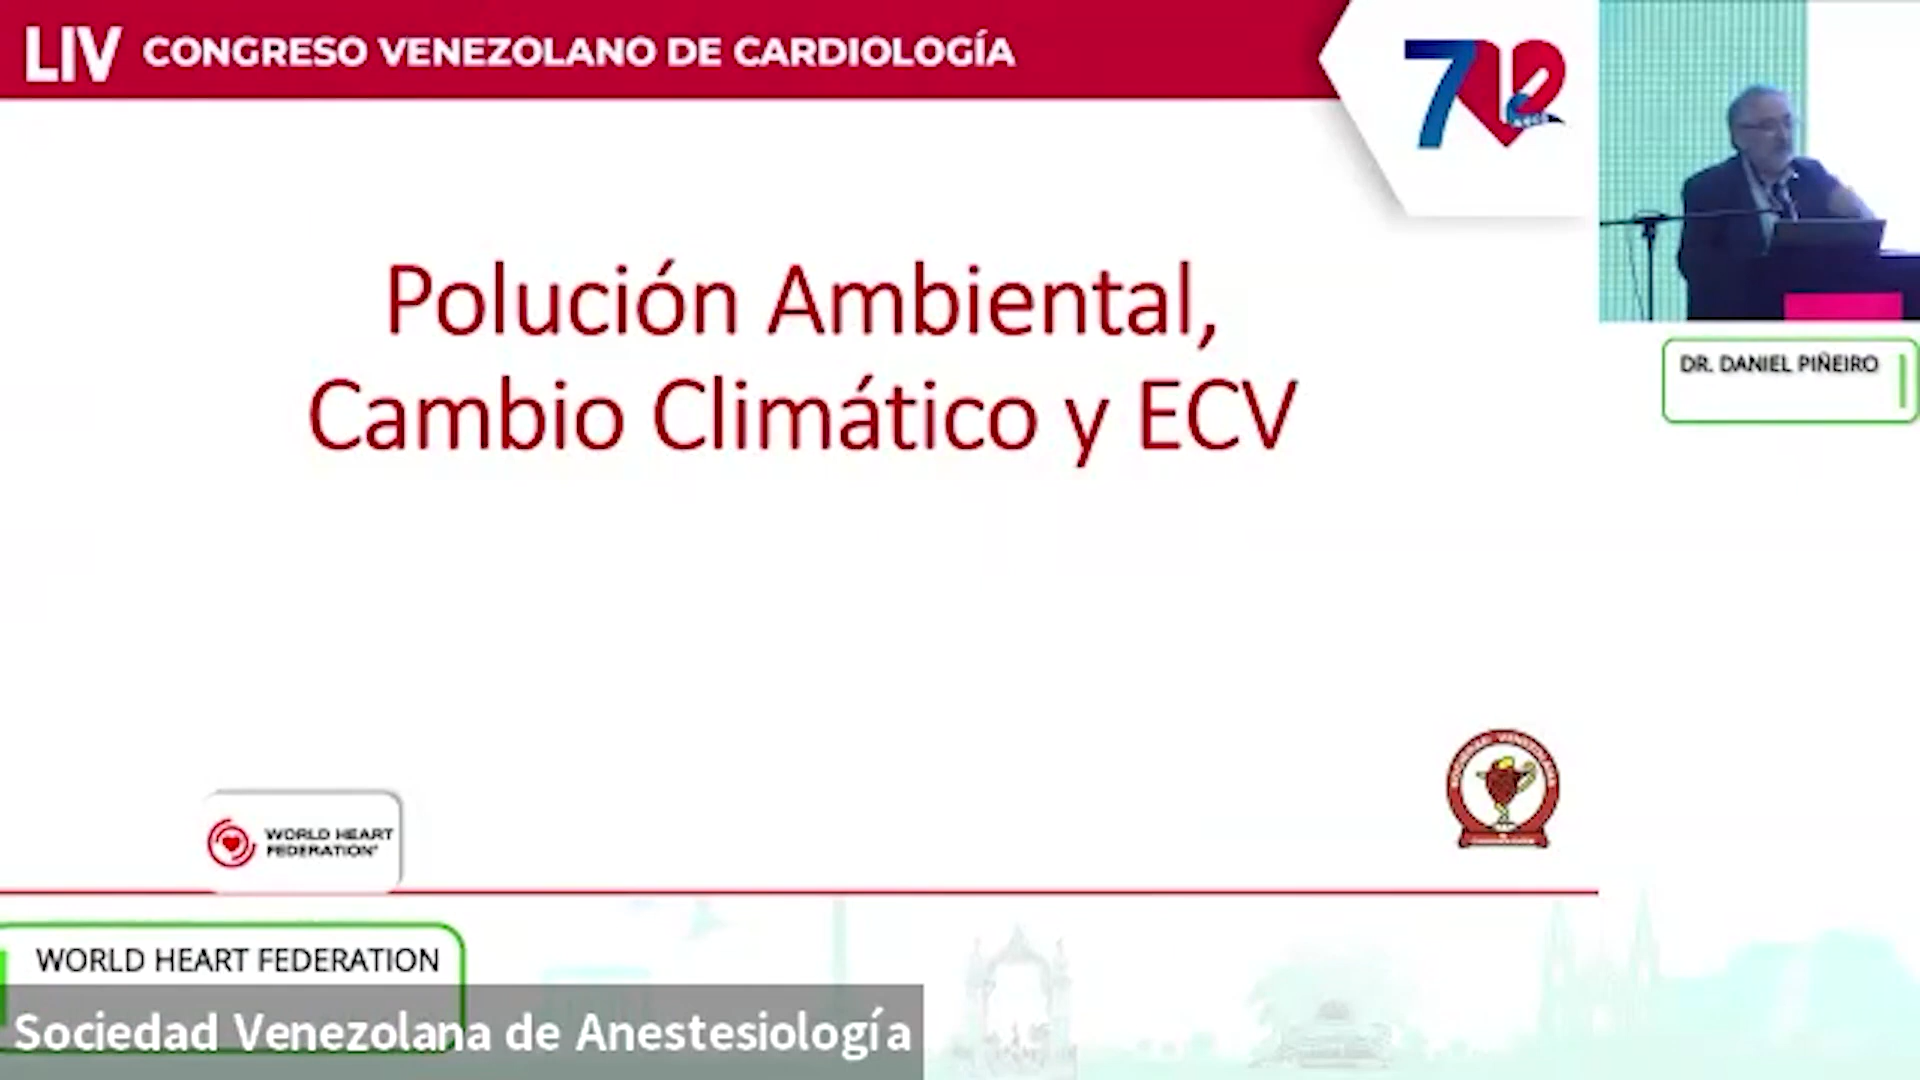 LIV CONGRESO VENEZOLANO DE CARDIOLOGÍA
DR. DANIEL PIÑEIRO
Polución Ambiental,
Cambio Climático y ECV
WORLD HEART
FEDERATION
WORLD HEART FEDERATION
Sociedad Venezolana de Anestesiología